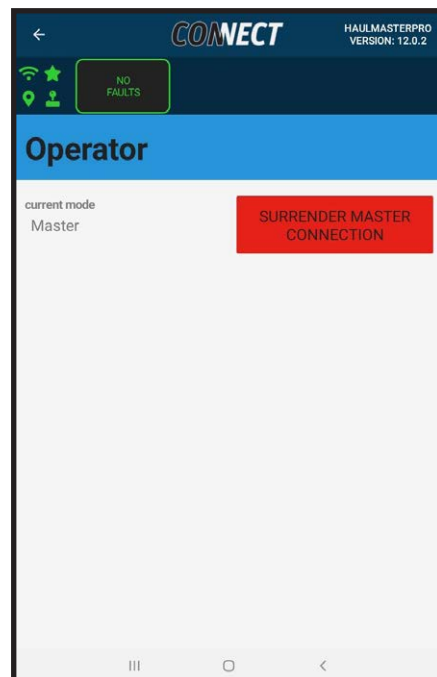 CONNECT
HAULMASTERPRO
VERSION: 12.0.2
NO
FAULTS
Operator
current mode
Master
SURRENDER MASTER
CONNECTION